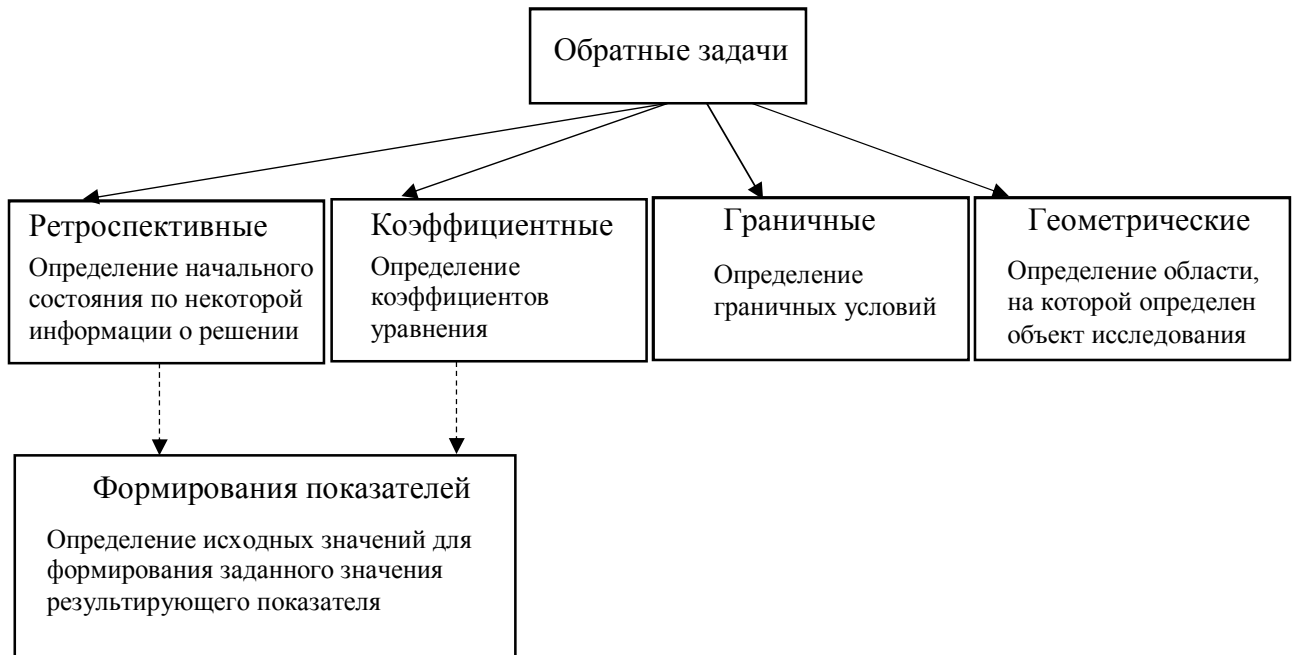 Обратные задачи
Ретроспективные
Определение начального
состояния по некоторой
информации о решении
Коэффициентные
Определение
коэффициентов
уравнения
Граничные
Определение
граничных условий
Геометрические
Определение области,
на которой определен
объект исследования
Формирования показателей
Определение исходных значений для
формирования заданного значения
результирующего показателя